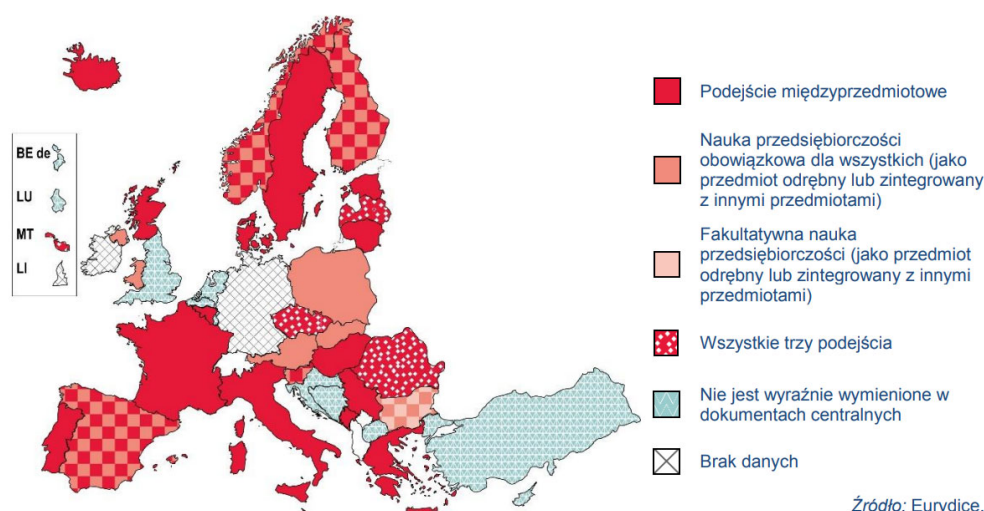 BE de
LU
MT
LI
Podejście międzyprzedmiotowe
Nauka przedsiębiorczości
obowiązkowa dla wszystkich (jako
przedmiot odrębny lub zintegrowany
z innymi przedmiotami)
Fakultatywna nauka
przedsiębiorczości (jako przedmiot
odrębny lub zintegrowany z innymi
przedmiotami)
Wszystkie trzy podejścia
Nie jest wyraźnie wymienione w
dokumentach centralnych
Brak danych
Źródło: Eurydice.